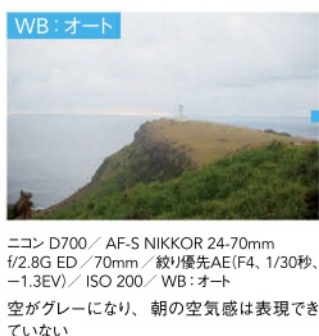 WB：オート
ニコン D700／ AF-S NIKKOR 24-70mm
f/2.8G ED／70mm／絞り優先AE（F4、1/30秒、
−1.3EV）／ ISO 200／ WB：オート
空がグレーになり、朝の空気感は表現でき
ていない